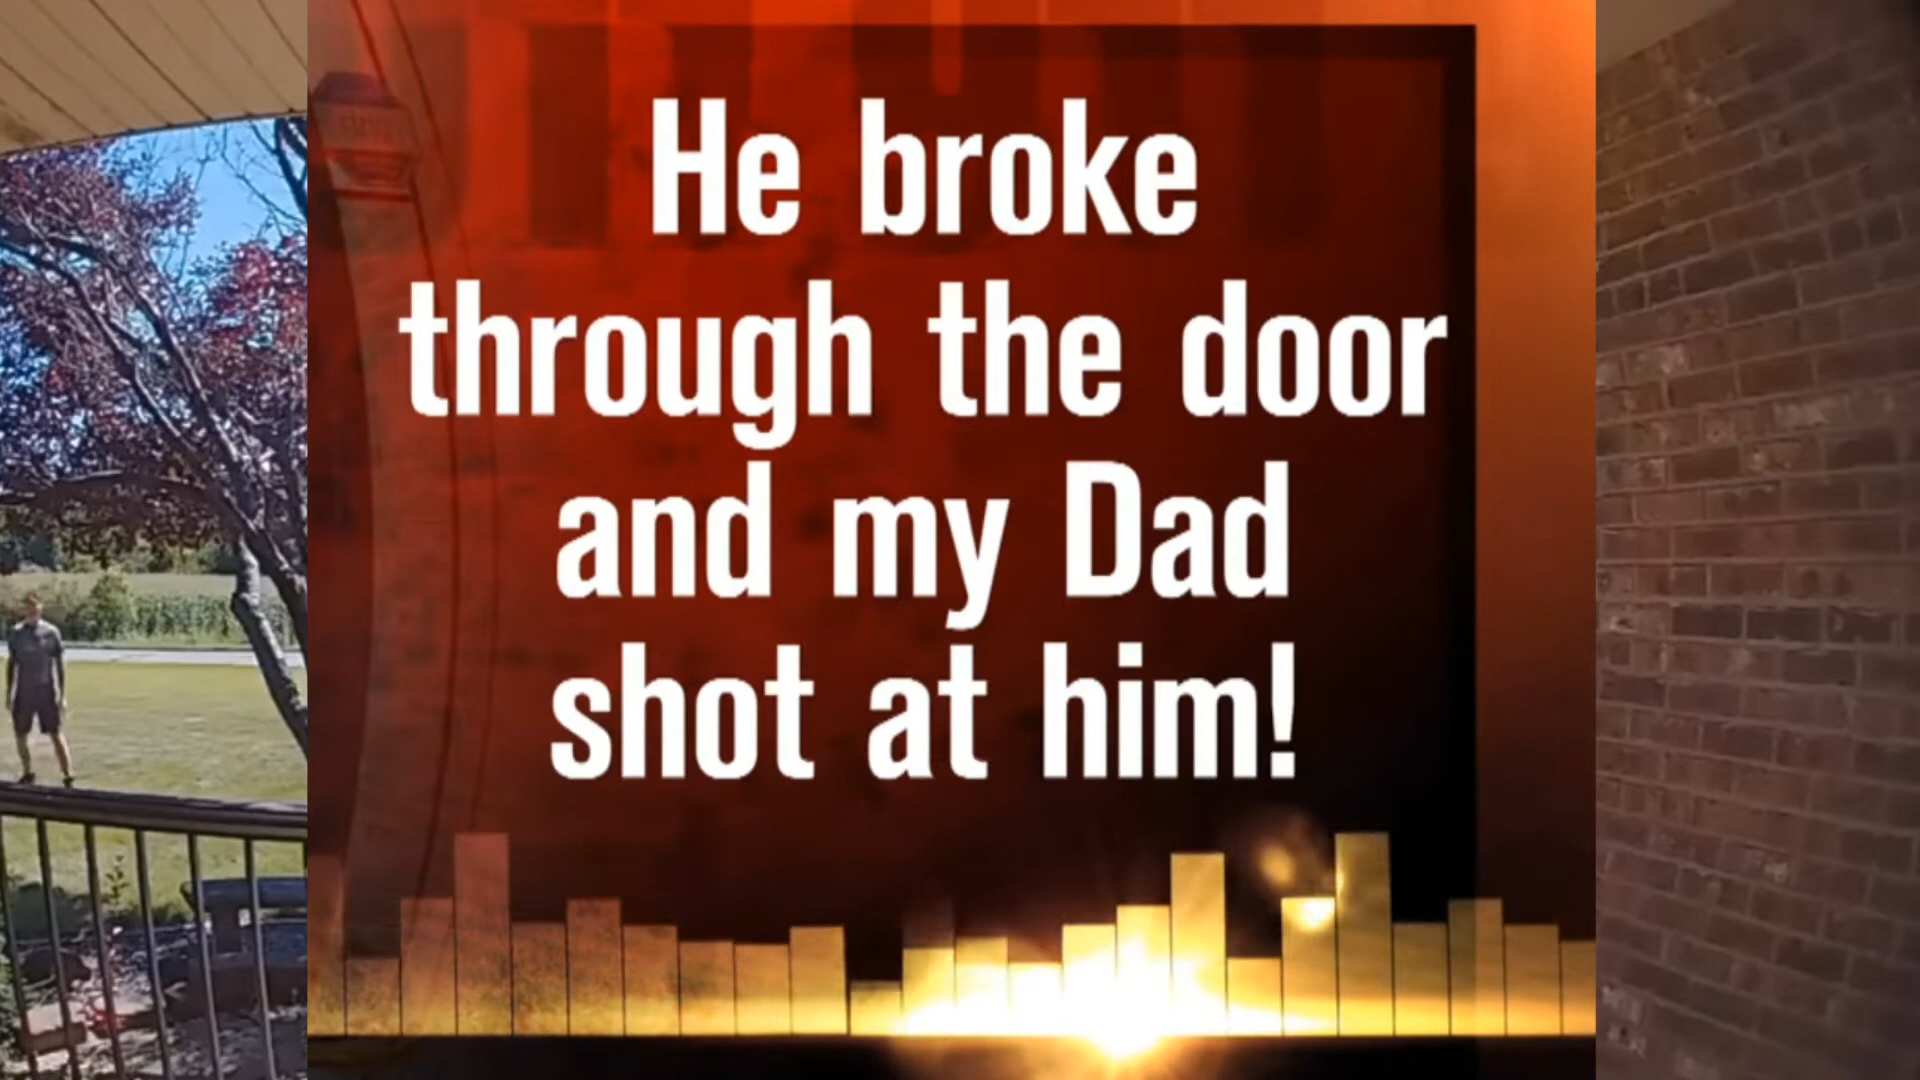 He broke
through the door
and my Dad
shot at him!